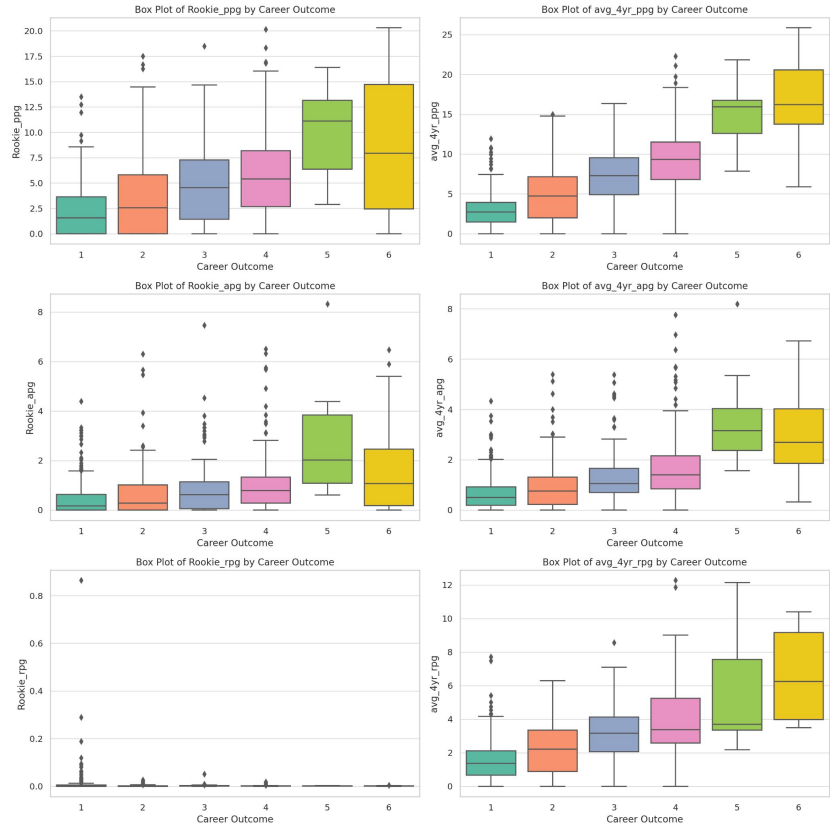 Box Plot of Rookie_ppg by Career Outcome
20.0
17.5
15.0
12.5
10.0
7.5
5.0
2.5
0.0
Rookie_ppg
1 2 3 4 5 6
Career Outcome
Box Plot of avg_4yr_ppg by Career Outcome
25
20
15
10
5
0
avg_4yr_ppg
1 2 3 4 5 6
Career Outcome
Box Plot of Rookie_apg by Career Outcome
8
6
4
2
0
Rookie_apg
1 2 3 4 5 6
Career Outcome
Box Plot of avg_4yr_apg by Career Outcome
8
6
4
2
0
avg_4yr_apg
1 2 3 4 5 6
Career Outcome
Box Plot of Rookie_rpg by Career Outcome
0.8
0.6
0.4
0.2
0.0
Rookie_rpg
1 2 3 4 5 6
Career Outcome
Box Plot of avg_4yr_rpg by Career Outcome
12
10
8
6
4
2
0
avg_4yr_rpg
1 2 3 4 5 6
Career Outcome